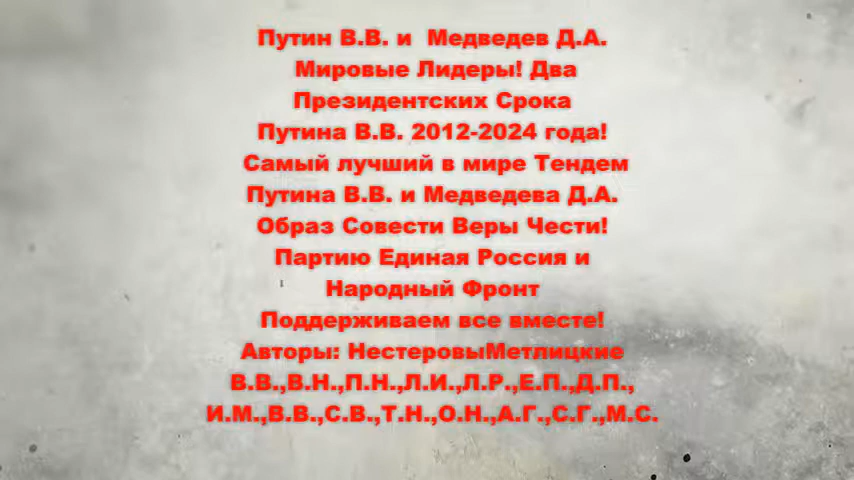 Путин В.В. и  Медведев Д.А.
Мировые Лидеры! Два
Президентских Срока
Путина В.В. 2012-2024 года!
Самый лучший в мире Тендем
Путина В.В. и Медведева Д.А.
Образ Совести Веры Чести!
Партию Единая Россия и
Народный Фронт
Поддерживаем все вместе!
Авторы: НестеровыМетлицкие
В.В.,В.Н.,П.Н.,Л.И.,Л.Р.,Е.П.,Д.П.,
И.М.,В.В.,С.В.,Т.Н.,О.Н.,А.Г.,С.Г.,М.С.